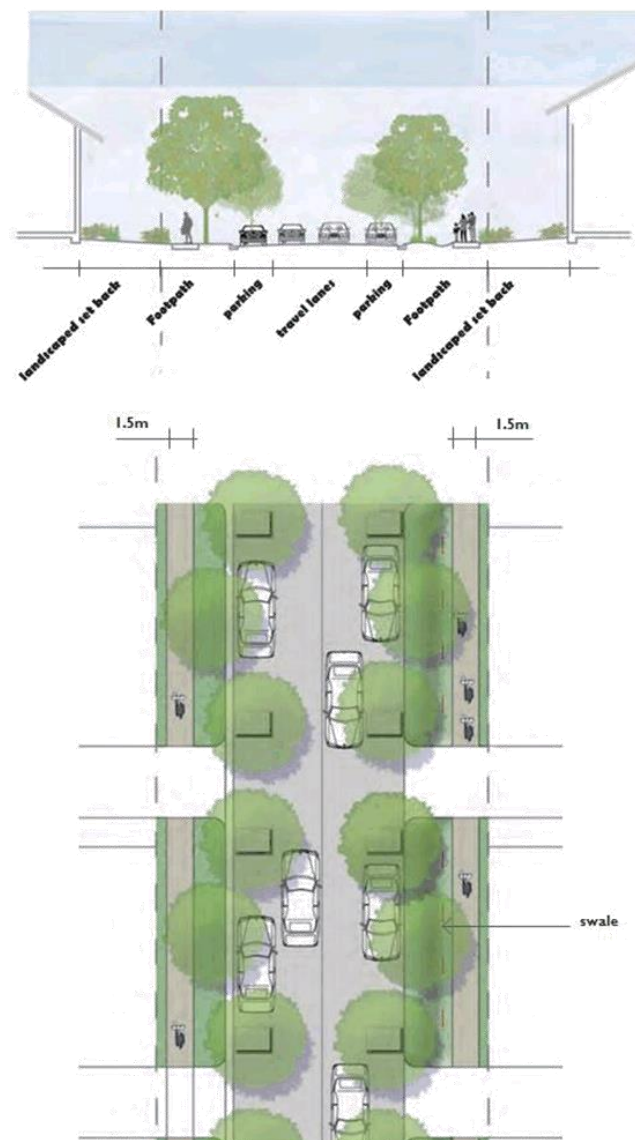 landscaped set back
Footpath
parking
travel lanes
parking
Footpath
landscaped set back
1.5m
1.5m
swale